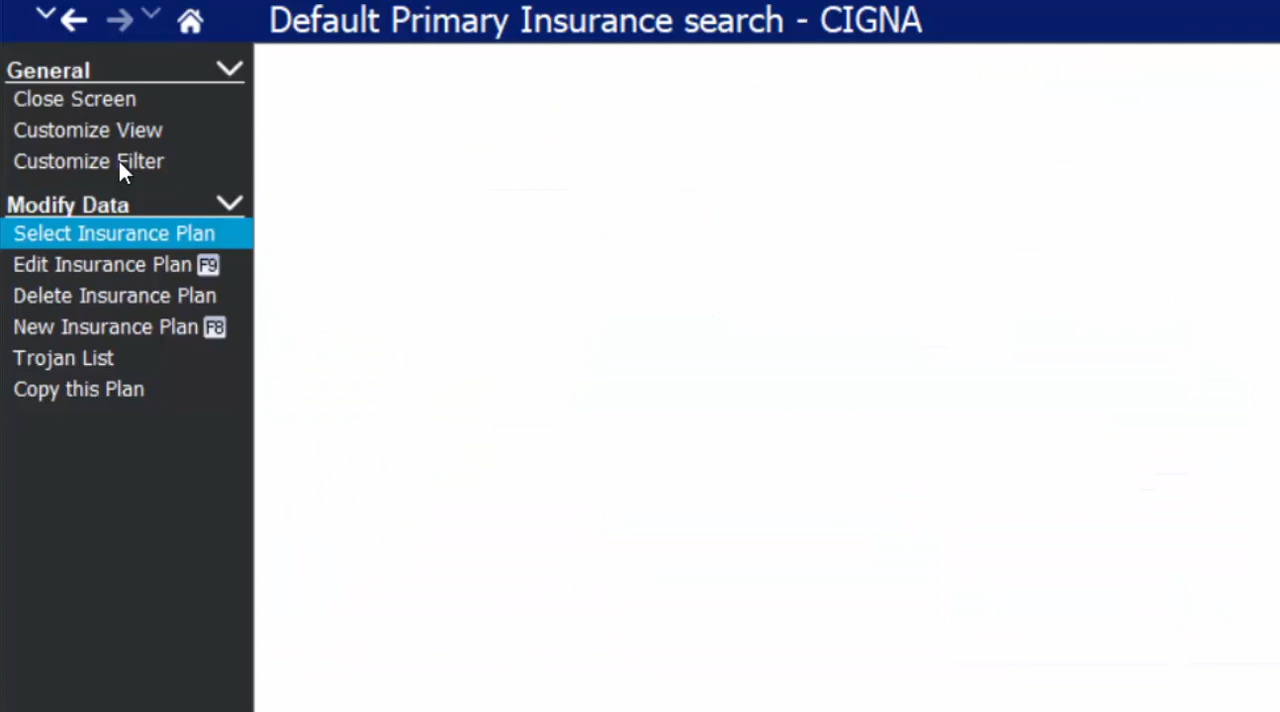 Default Primary Insurance search - CIGNA
General
Close Screen
Customize View
Customize Filter
Modify Data
Select Insurance Plan
Edit Insurance Plan F9
Delete Insurance Plan
New Insurance Plan F8
Trojan List
Copy this Plan